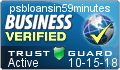 psbloansin59minutes
BUSINESS
VERIFIED
TRUST GUARD
Active 10-15-18